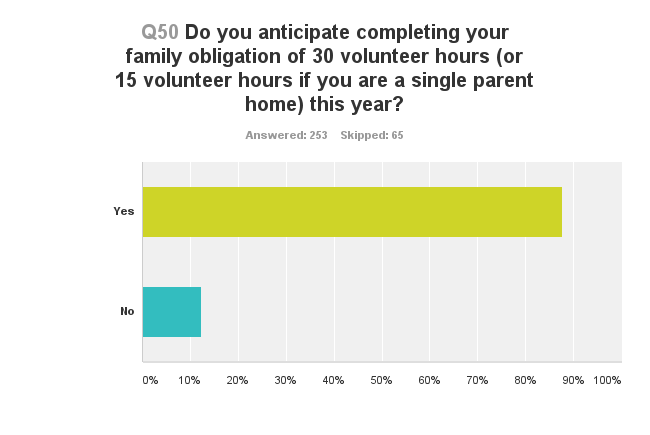 Q50 Do you anticipate completing your
family obligation of 30 volunteer hours (or
15 volunteer hours if you are a single parent
home) this year?
Answered: 253 Skipped: 65
Yes
No
0% 10% 20% 30% 40% 50% 60% 70% 80% 90% 100%